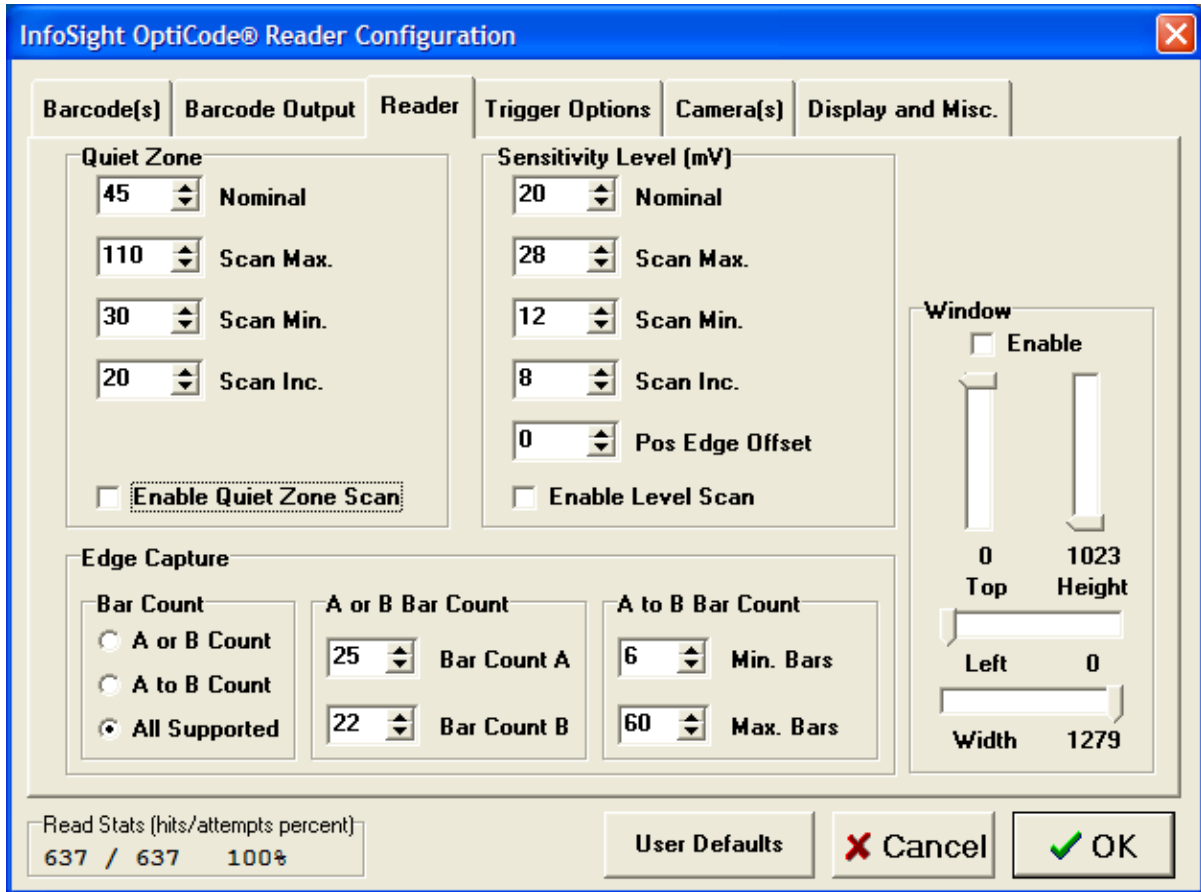 InfoSight OptiCode® Reader Configuration
Barcode(s) Barcode Output Reader Trigger Options Camera(s) Display and Misc.
Quiet Zone
45 Nominal
110 Scan Max.
30 Scan Min.
20 Scan Inc.
Enable Quiet Zone Scan
Sensitivity Level (mV)
20 Nominal
28 Scan Max.
12 Scan Min.
8 Scan Inc.
0 Pos Edge Offset
Enable Level Scan
Window
Enable
0 1023
Top Height
Left 0
Width 1279
Edge Capture
Bar Count
A or B Count
A to B Count
All Supported
A or B Bar Count
25 Bar Count A
22 Bar Count B
A to B Bar Count
6 Min. Bars
60 Max. Bars
Read Stats (hits/attempts percent)
637 / 637 100%
User Defaults
Cancel
OK